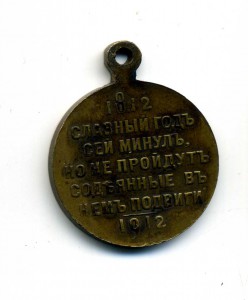 1812
СЛАВНЫЙ ГОДЪ
СЕЙ МИНУЛЪ.
НО НЕ ПРОЙДУТЪ
СОДѢЯННЫЕ ВЪ
НЕМЪ ПОДВИГИ
1912